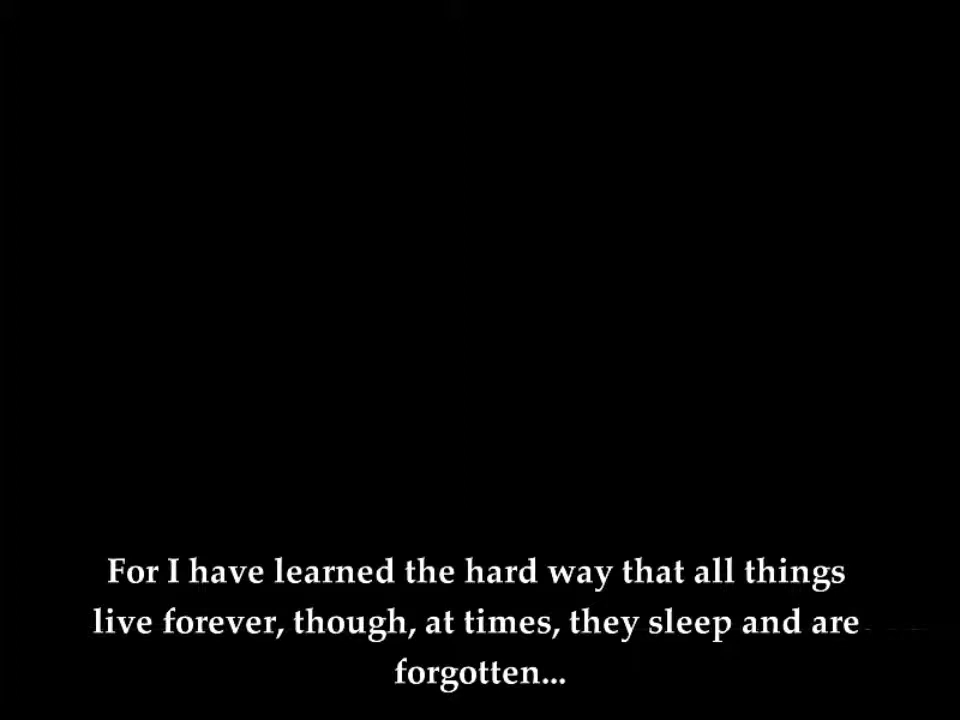 For I have learned the hard way that all things
live forever, though, at times, they sleep and are
forgotten...